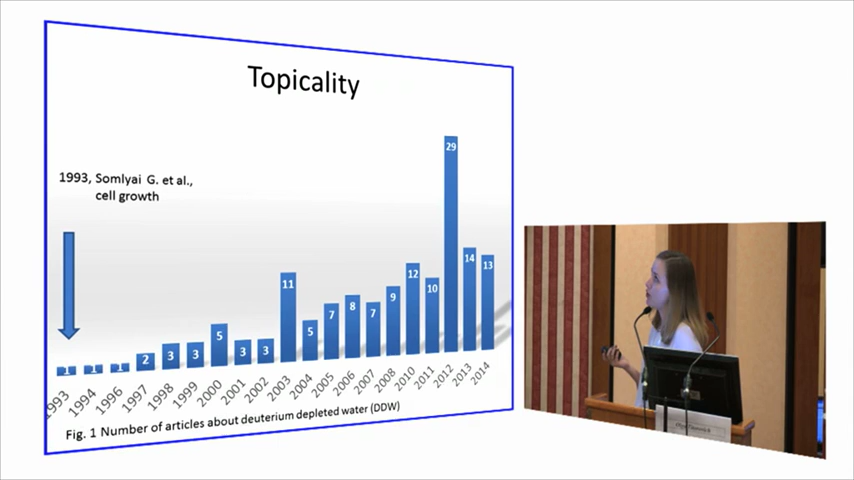 Topicality
1993, Somlyai G. et al.,
cell growth
1 1 1 2 3 3 5 3 3 11 5 7 8 7 9 12 10 29 14 13
1993 1994 1996 1997 1998 1999 2000 2001 2002 2003 2004 2005 2006 2007 2008 2010 2011 2012 2013 2014
Fig. 1 Number of articles about deuterium depleted water (DDW)